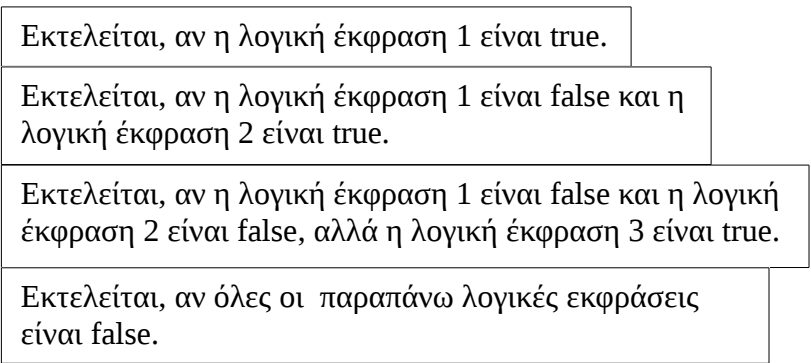 Εκτελείται, αν η λογική έκφραση 1 είναι true.
Εκτελείται, αν η λογική έκφραση 1 είναι false και η
λογική έκφραση 2 είναι true.
Εκτελείται, αν η λογική έκφραση 1 είναι false και η λογική
έκφραση 2 είναι false, αλλά η λογική έκφραση 3 είναι true.
Εκτελείται, αν όλες οι παραπάνω λογικές εκφράσεις
είναι false.